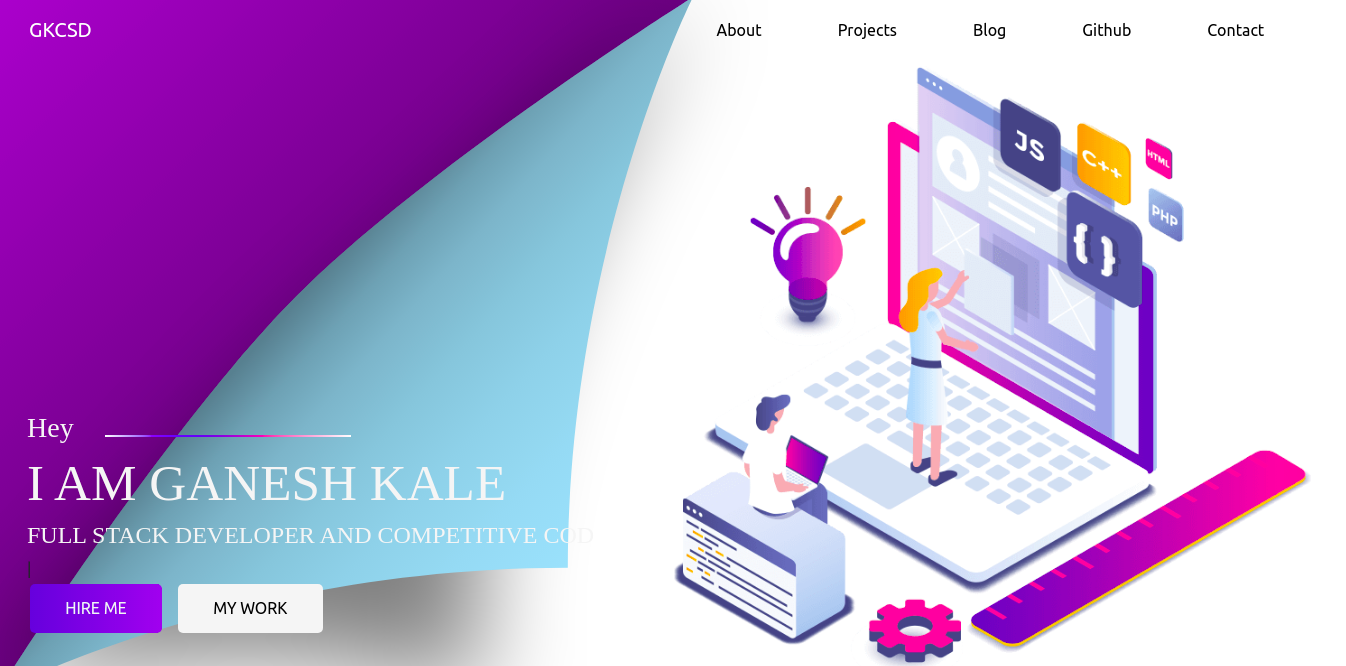 GKCSD
About Projects Blog Github Contact
JS
C++
HTML
PHP
{ }
Hey
I AM GANESH KALE
FULL STACK DEVELOPER AND COMPETITIVE COD
HIRE ME MY WORK